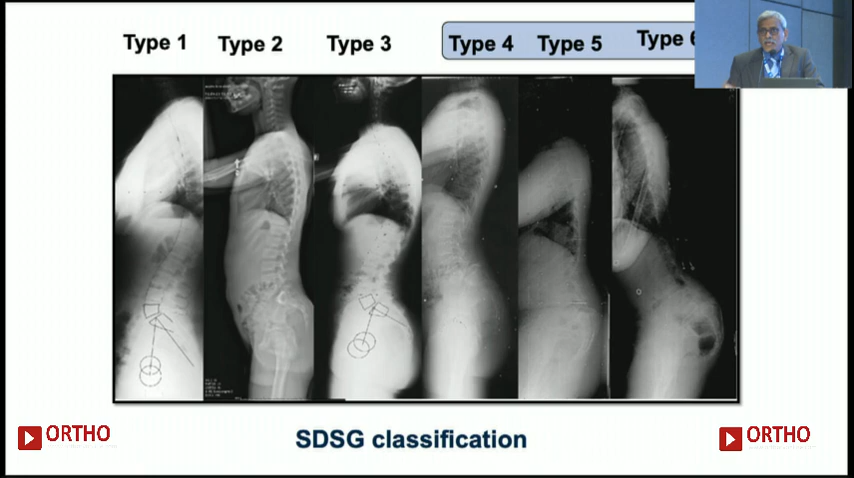 Type 1
Type 2
Type 3
Type 4
Type 5
Type 6
SDSG classification
ORTHO
ORTHO